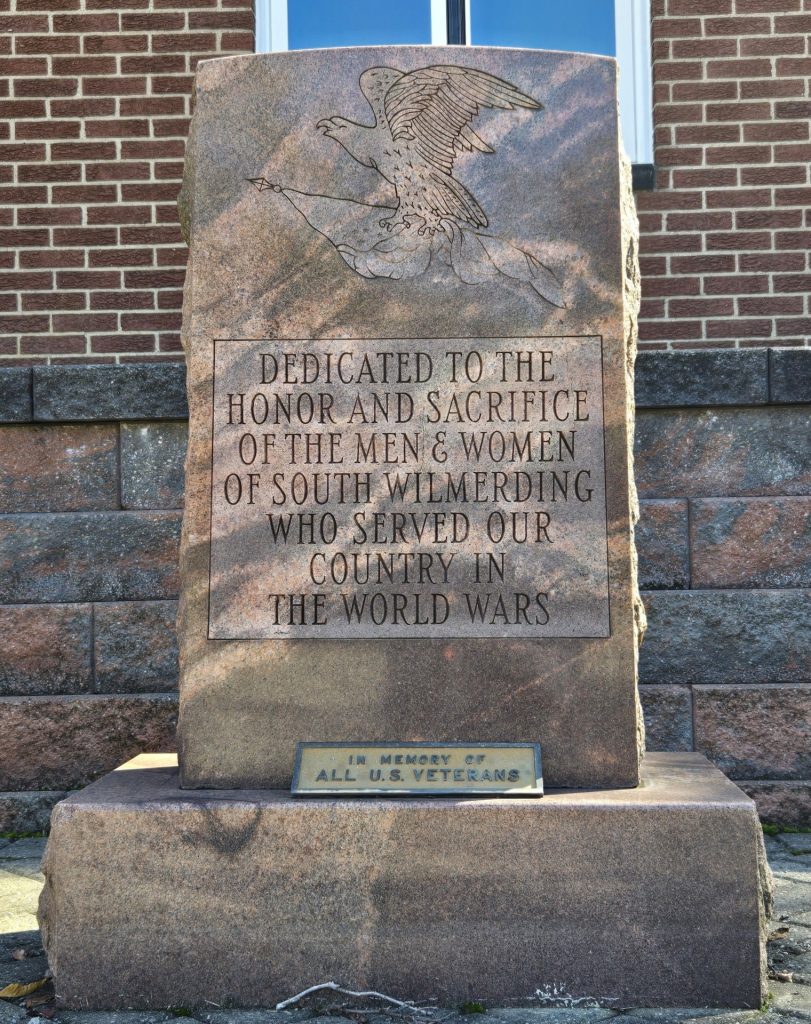 DEDICATED TO THE
HONOR AND SACRIFICE
OF THE MEN & WOMEN
OF SOUTH WILMERDING
WHO SERVED OUR
COUNTRY IN
THE WORLD WARS
IN MEMORY OF
ALL U.S. VETERANS